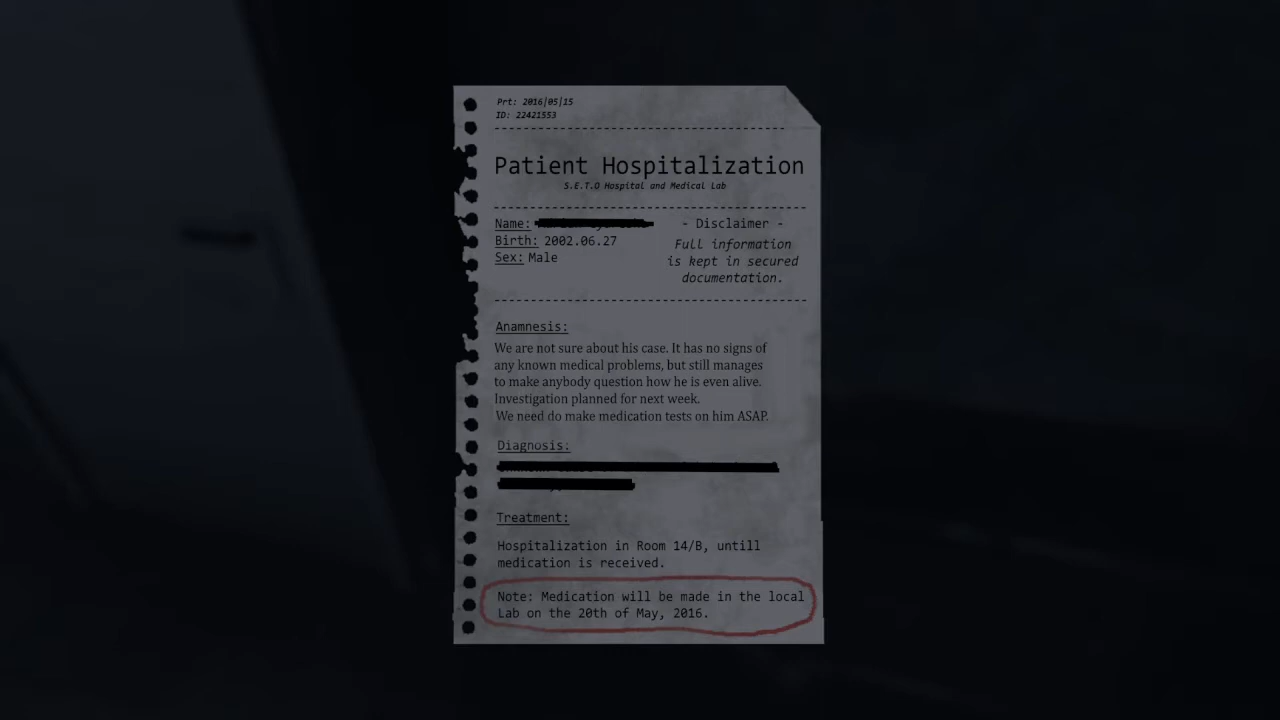 Prt: 2016|05|15
ID: 22421553
Patient Hospitalization
S.E.T.O Hospital and Medical Lab
Name:
Birth: 2002.06.27
Sex: Male
- Disclaimer -
Full information
is kept in secured
documentation.
Anamnesis:
We are not sure about his case. It has no signs of
any known medical problems, but still manages
to make anybody question how he is even alive.
Investigation planned for next week.
We need do make medication tests on him ASAP.
Diagnosis:
Treatment:
Hospitalization in Room 14/B, untill
medication is received.
Note: Medication will be made in the local
Lab on the 20th of May, 2016.